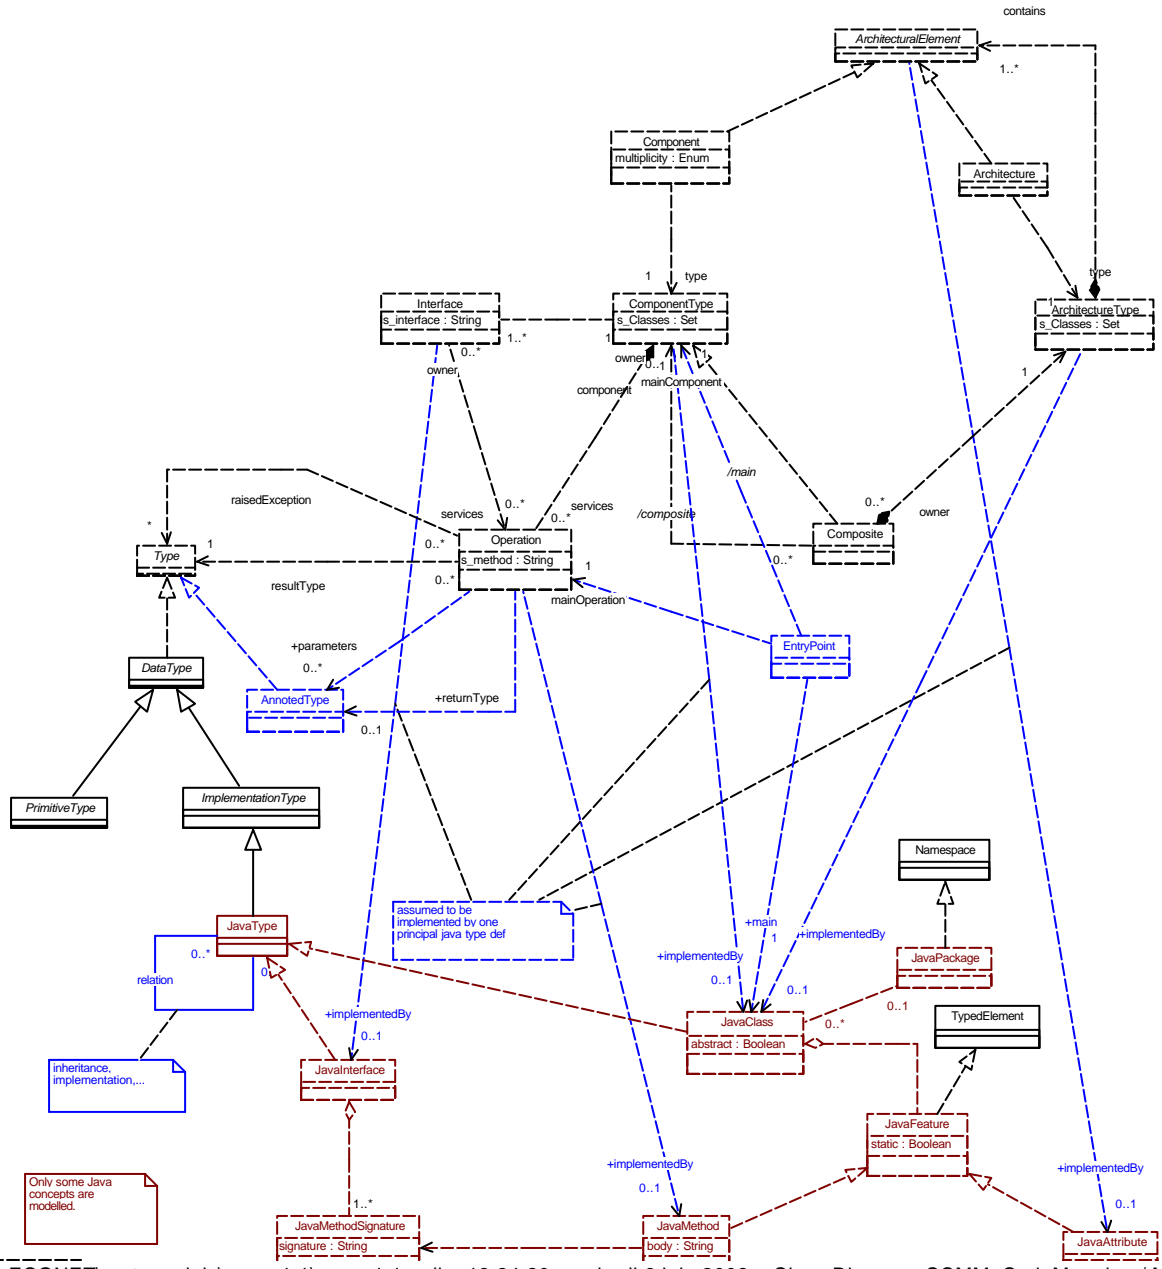 contains
ArchitecturalElement
1..*
Component
multiplicity : Enum
Architecture
1
type
type
Interface
s_interface : String
ComponentType
s_Classes : Set
1
ArchitectureType
s_Classes : Set
0..*
1..*
1
owner
owner
0..1
1
mainComponent
component
1
/main
raisedException
services
0..*
0..*
services
/composite
0..*
owner
*
Type
1
0..*
Operation
s_method : String
Composite
0..*
resultType
0..*
1
mainOperation
+parameters
0..*
EntryPoint
DataType
AnnotedType
+returnType
0..1
PrimitiveType
ImplementationType
Namespace
assumed to be
implemented by one
principal java type def
JavaType
0..*
0
relation
+main
1
+implementedBy
+implementedBy
0..1
0..1
JavaPackage
0..1
0..*
+implementedBy
0..1
JavaClass
abstract : Boolean
TypedElement
inheritance,
implementation,...
JavaInterface
JavaFeature
static : Boolean
+implementedBy
0..1
+implementedBy
0..1
Only some Java
concepts are
modelled.
1..*
JavaMethodSignature
signature : String
JavaMethod
body : String
JavaAttribute